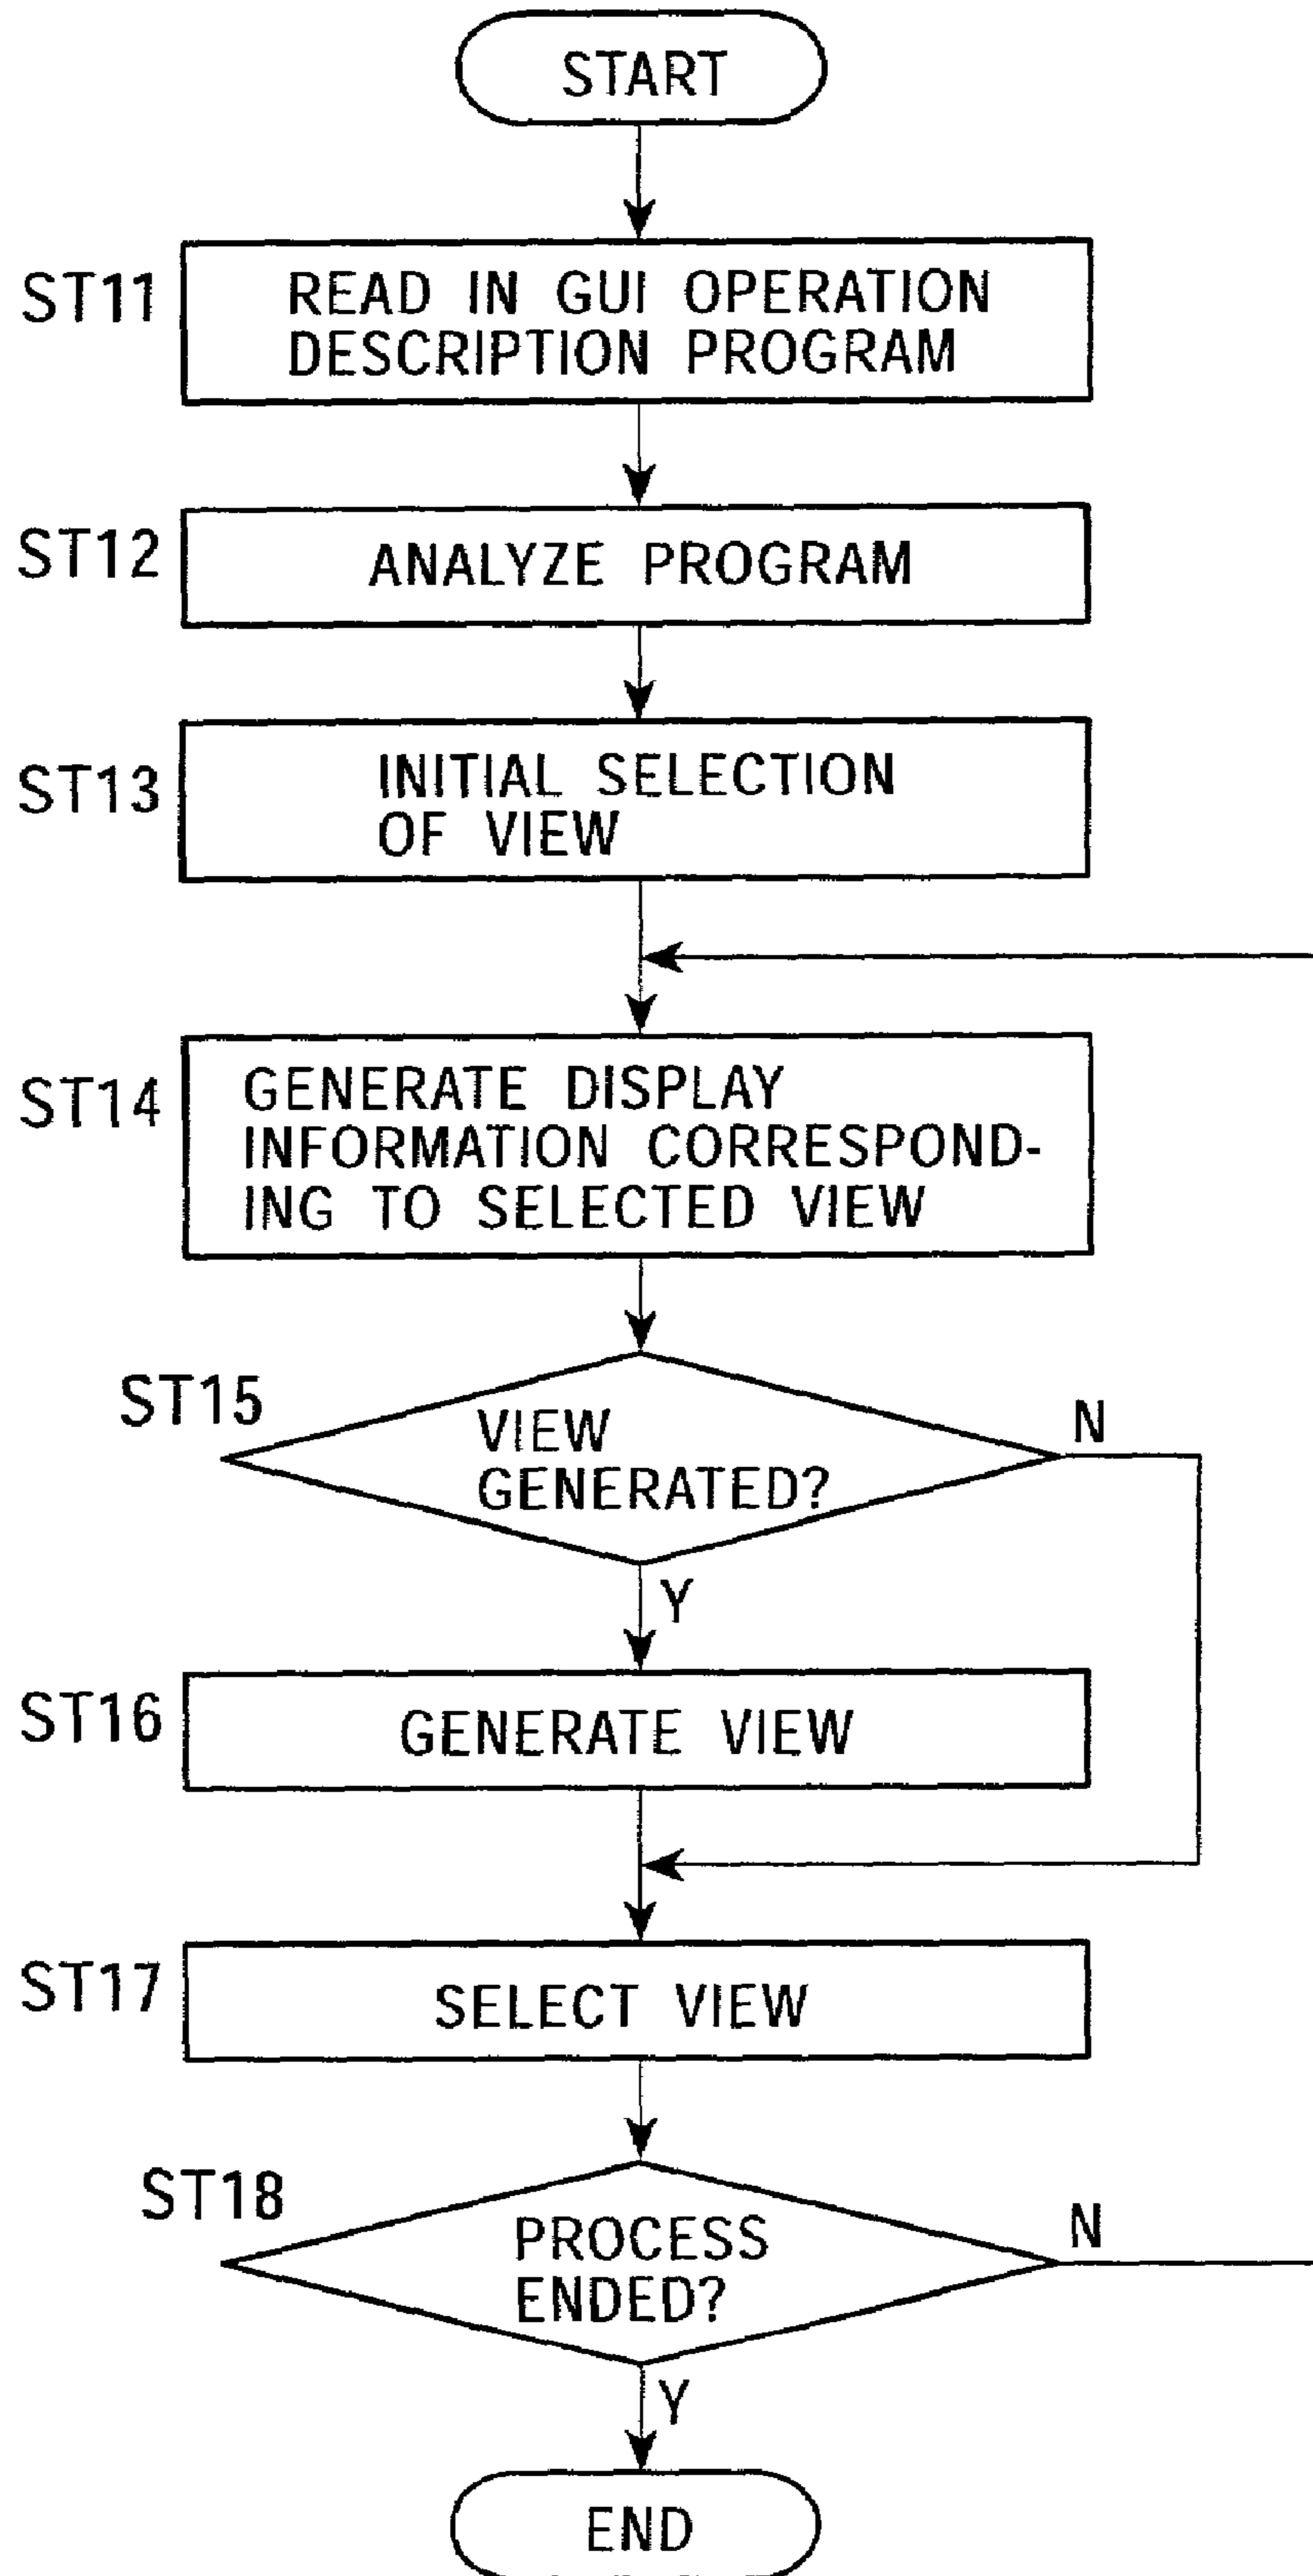 START
ST11
READ IN GUI OPERATION
DESCRIPTION PROGRAM
ST12
ANALYZE PROGRAM
ST13
INITIAL SELECTION
OF VIEW
ST14
GENERATE DISPLAY
INFORMATION CORRESPOND-
ING TO SELECTED VIEW
ST15
VIEW
GENERATED?
N
Y
ST16
GENERATE VIEW
ST17
SELECT VIEW
ST18
PROCESS
ENDED?
N
Y
END